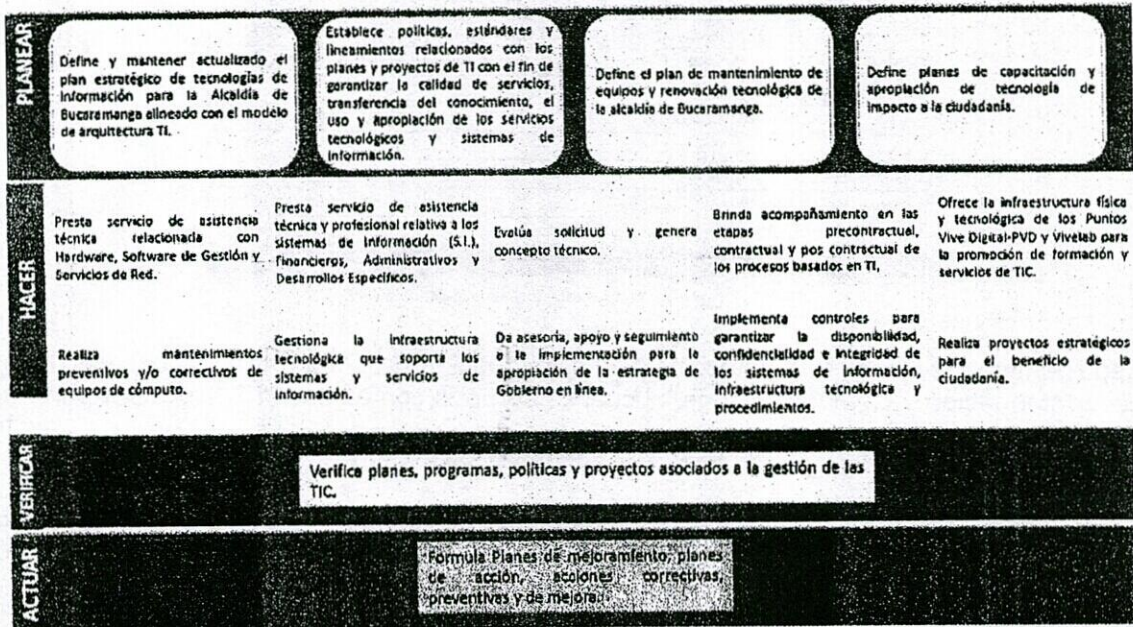 PLANEAR
Define y mantener actualizado el
plan estratégico de tecnologías de
Información para la Alcaldía de
Bucaramanga alineado con el modelo
de arquitectura TI.
Establece políticas, estándares y
lineamientos relacionados con los
planes y proyectos de TI con el fin de
garantizar la calidad de servicios,
transferencia del conocimiento, el
uso y apropiación de los servicios
tecnológicos y sistemas de
Información.
Define el plan de mantenimiento de
equipos y renovación tecnológica de
la alcaldía de Bucaramanga.
Define planes de capacitación y
apropiación de tecnología de
impacto a la ciudadanía.
HACER
Presta servicio de asistencia
técnica relacionada con
Hardware, Software de Gestión y
Servicios de Red.
Presta servicio de asistencia
técnica y profesional relativo a los
sistemas de Información (S.I.),
Financieros, Administrativos y
Desarrollos Específicos.
Evalúa solicitud y genera
concepto técnico.
Brinda acompañamiento en las
etapas precontractual,
contractual y pos contractual de
los procesos basados en TI,
Ofrece la infraestructura física
y tecnológica de los Puntos
Vive Digital-PVD y Vivelab para
la promoción de formación y
servicios de TIC.
Realiza mantenimientos
preventivos y/o correctivos de
equipos de cómputo.
Gestiona la infraestructura
tecnológica que soporta los
sistemas y servicios de
información.
Da asesoría, apoyo y seguimiento
a la implementación para la
apropiación de la estrategia de
Gobierno en línea.
Implementa controles para
garantizar la disponibilidad,
confidencialidad e Integridad de
los sistemas de Información,
infraestructura tecnológica y
procedimientos.
Realiza proyectos estratégicos
para el beneficio de la
ciudadanía.
VERIFICAR
Verifica planes, programas, políticas y proyectos asociados a la gestión de las
TIC.
ACTUAR
Formula Planes de mejoramiento, planes
de acción, acciones correctivas,
preventivas y de mejora.